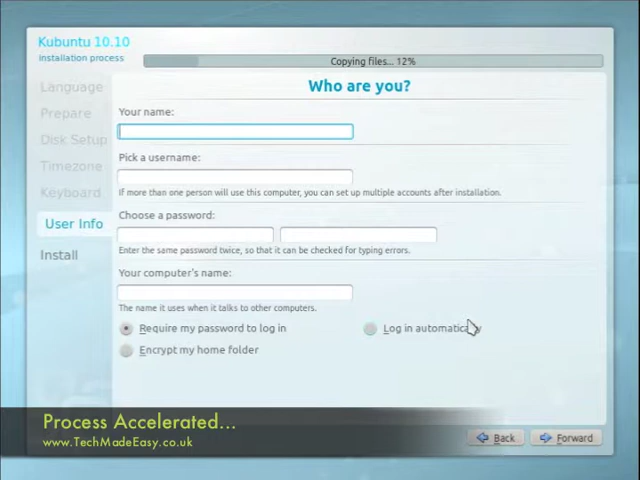 Kubuntu 10.10
Installation process
Copying files... 12%
Language
Prepare
Disk Setup
Timezone
Keyboard
User Info
Install
Who are you?
Your name:
Pick a username:
If more than one person will use this computer, you can set up multiple accounts after installation.
Choose a password:
Enter the same password twice, so that it can be checked for typing errors.
Your computer's name:
The name it uses when it talks to other computers.
Require my password to log in
Log in automatically
Encrypt my home folder
Process Accelerated...
www.TechMadeEasy.co.uk
Back
Forward